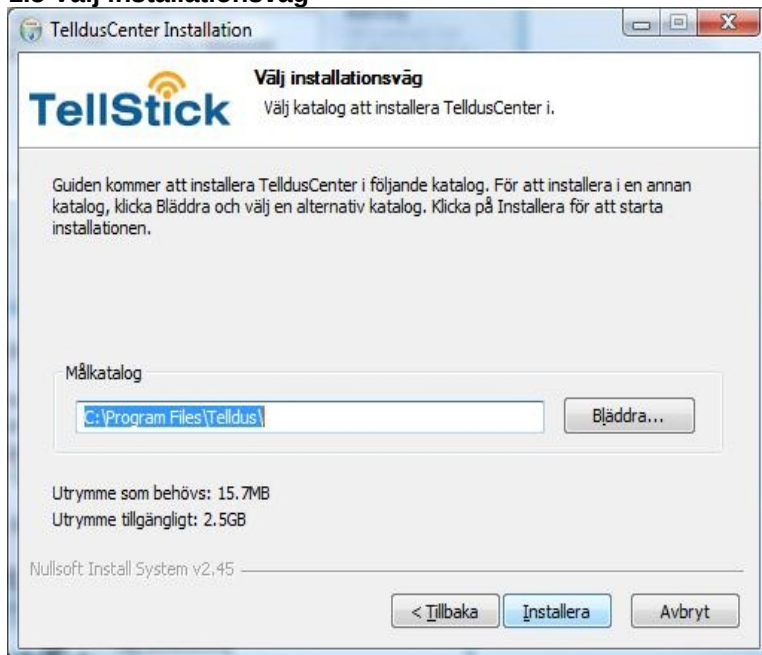 TelldusCenter Installation
TellStick
Välj installationsväg
Välj katalog att installera TelldusCenter i.
Guiden kommer att installera TelldusCenter i följande katalog. För att installera i en annan
katalog, klicka Bläddra och välj en alternativ katalog. Klicka på Installera för att starta
installationen.
Målkatalog
C:\Program Files\Telldus\
Bläddra...
Utrymme som behövs: 15.7MB
Utrymme tillgängligt: 2.5GB
Nullsoft Install System v2.45
< Tillbaka
Installera
Avbryt